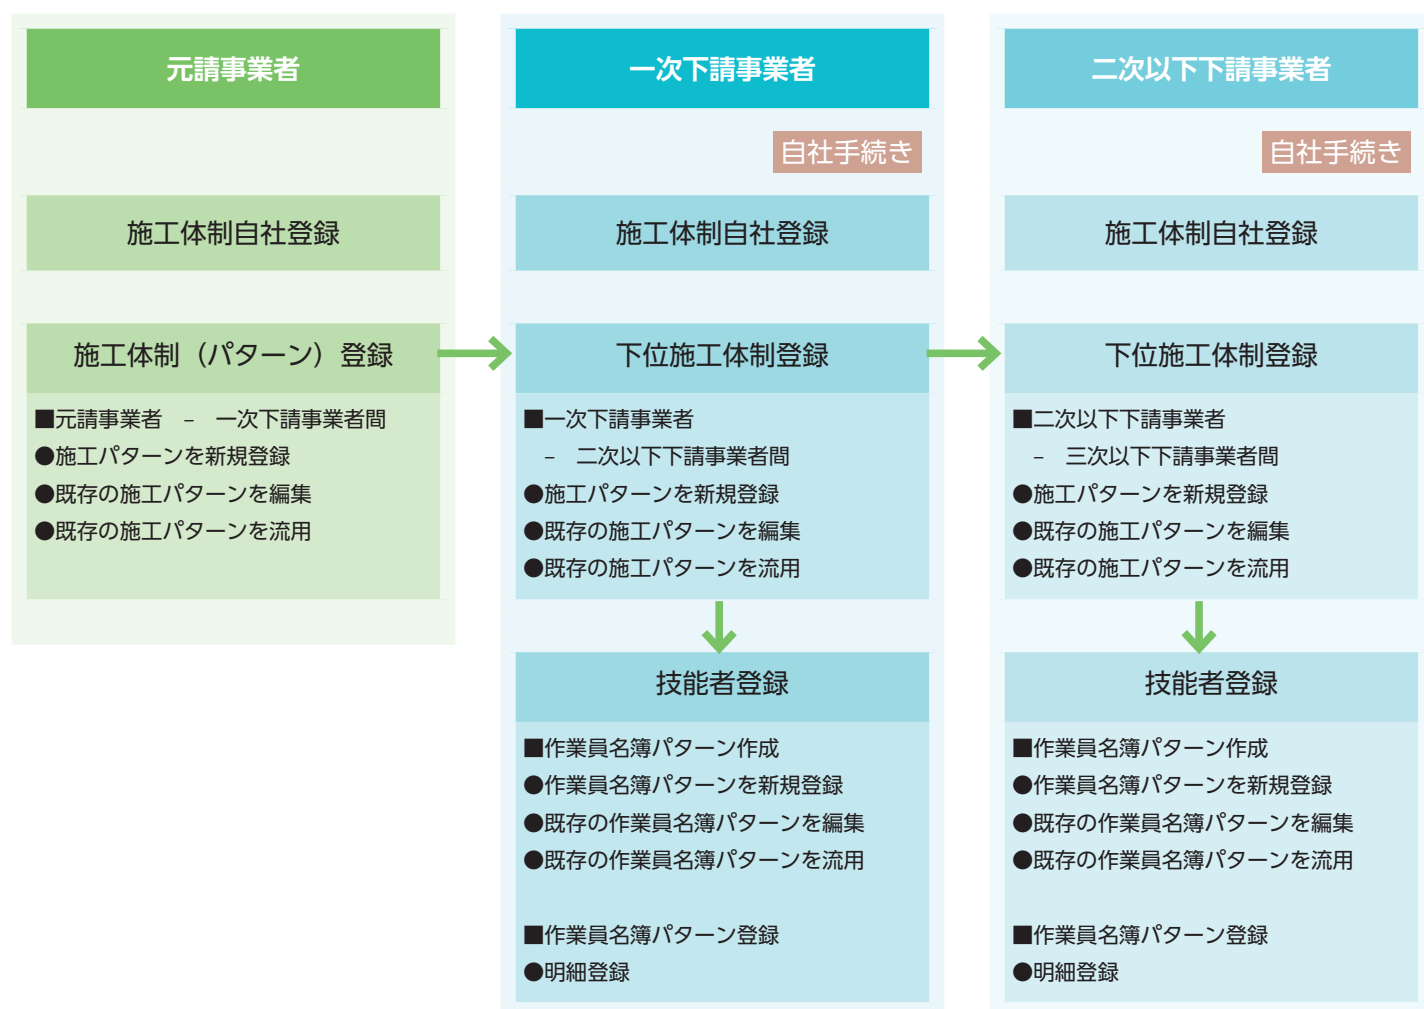 元請事業者
施工体制自社登録
施工体制（パターン）登録
■元請事業者　–　一次下請事業者間
●施工パターンを新規登録
●既存の施工パターンを編集
●既存の施工パターンを流用
一次下請事業者
自社手続き
施工体制自社登録
下位施工体制登録
■一次下請事業者
–　二次以下下請事業者間
●施工パターンを新規登録
●既存の施工パターンを編集
●既存の施工パターンを流用
技能者登録
■作業員名簿パターン作成
●作業員名簿パターンを新規登録
●既存の作業員名簿パターンを編集
●既存の作業員名簿パターンを流用
■作業員名簿パターン登録
●明細登録
二次以下下請事業者
自社手続き
施工体制自社登録
下位施工体制登録
■二次以下下請事業者
–　三次以下下請事業者間
●施工パターンを新規登録
●既存の施工パターンを編集
●既存の施工パターンを流用
技能者登録
■作業員名簿パターン作成
●作業員名簿パターンを新規登録
●既存の作業員名簿パターンを編集
●既存の作業員名簿パターンを流用
■作業員名簿パターン登録
●明細登録